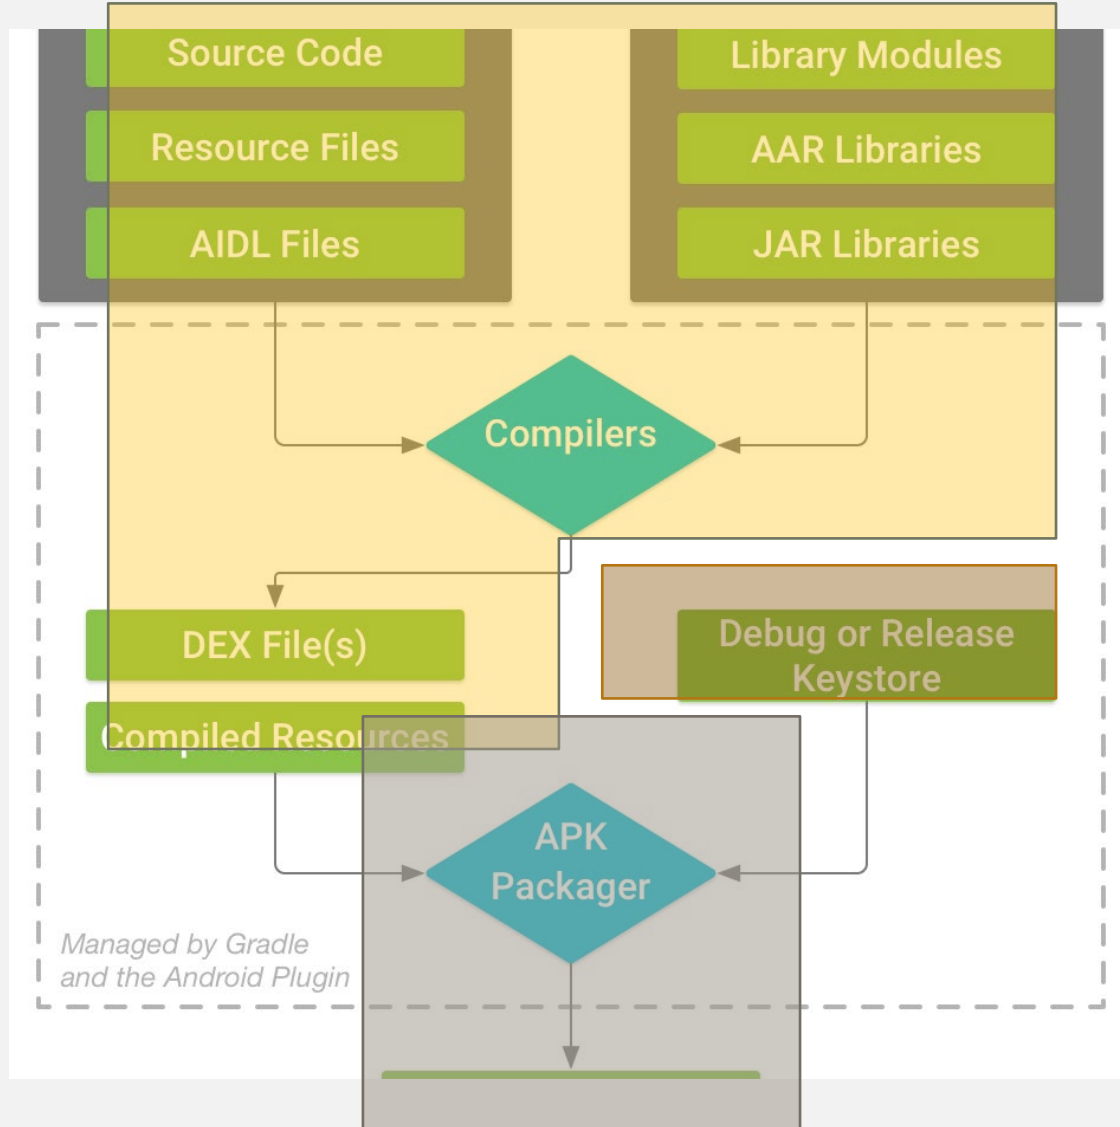 Source Code
Resource Files
AIDL Files
Library Modules
AAR Libraries
JAR Libraries
Compilers
DEX File(s)
Compiled Resources
Debug or Release
Keystore
APK
Packager
Managed by Gradle
and the Android Plugin